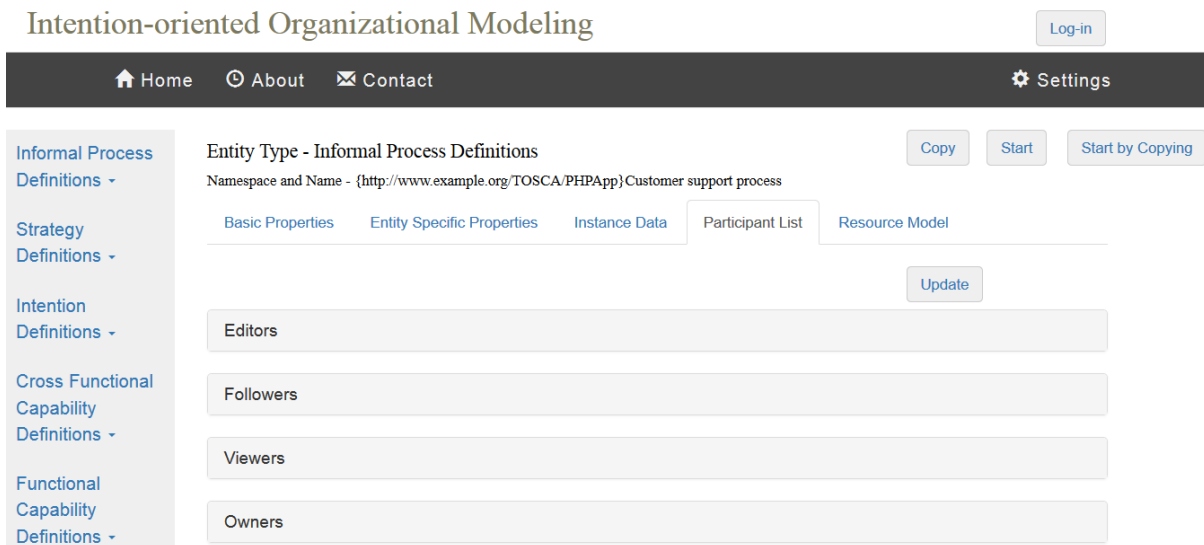 Intention-oriented Organizational Modeling
Log-in
Home About Contact Settings
Informal Process
Definitions
Strategy
Definitions
Intention
Definitions
Cross Functional
Capability
Definitions
Functional
Capability
Definitions
Entity Type - Informal Process Definitions
Copy Start Start by Copying
Namespace and Name - {http://www.example.org/TOSCA/PHPApp}Customer support process
Basic Properties Entity Specific Properties Instance Data Participant List Resource Model
Update
Editors
Followers
Viewers
Owners